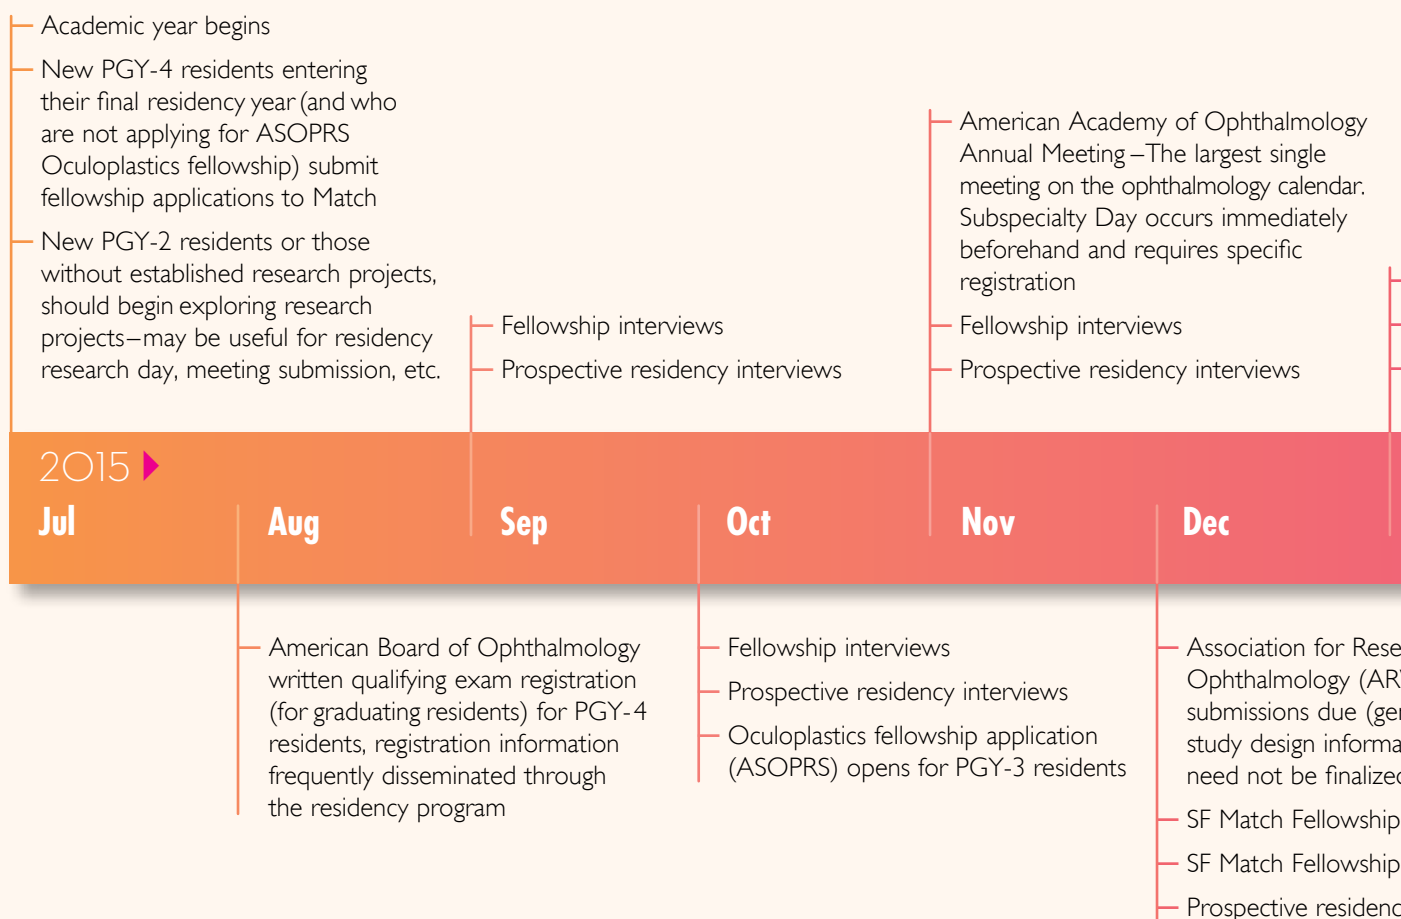 Academic year begins
New PGY-4 residents entering
their final residency year (and who
are not applying for ASOPRS
Oculoplastics fellowship) submit
fellowship applications to Match
New PGY-2 residents or those
without established research projects,
should begin exploring research
projects–may be useful for residency
research day, meeting submission, etc.
Fellowship interviews
Prospective residency interviews
American Academy of Ophthalmology
Annual Meeting –The largest single
meeting on the ophthalmology calendar.
Subspecialty Day occurs immediately
beforehand and requires specific
registration
Fellowship interviews
Prospective residency interviews
2015
Jul
Aug
Sep
Oct
Nov
Dec
American Board of Ophthalmology
written qualifying exam registration
(for graduating residents) for PGY-4
residents, registration information
frequently disseminated through
the residency program
Fellowship interviews
Prospective residency interviews
Oculoplastics fellowship application
(ASOPRS) opens for PGY-3 residents
Association for
Ophthalmology
submissions due
study design
need not be
SF Match Fellowship
SF Match Fellowship
Prospective